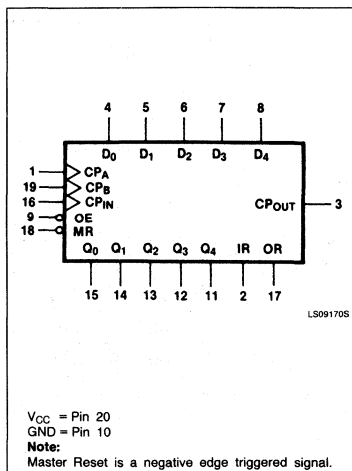 4 5 6 7 8
D0 D1 D2 D3 D4
1 CPA
19 CPB
16 CPIN
CPOUT 3
9 OE
18 MR
Q0 Q1 Q2 Q3 Q4 IR OR
15 14 13 12 11 2 17
LS09170S
VCC = Pin 20
GND = Pin 10
Note:
Master Reset is a negative edge triggered signal.